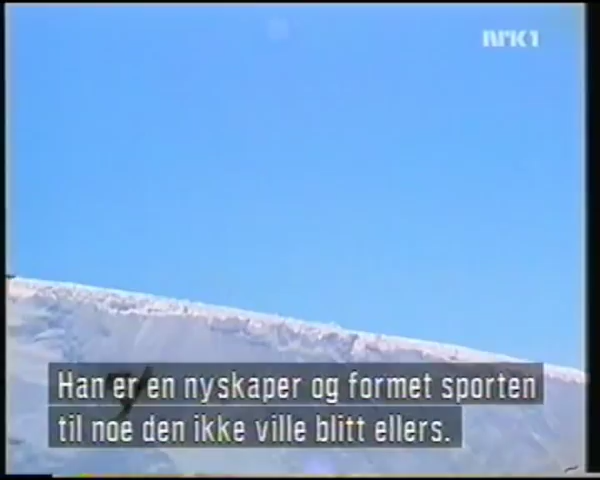 NRK1
Han er en nyskaper og formet sporten
til noe den ikke ville blitt ellers.